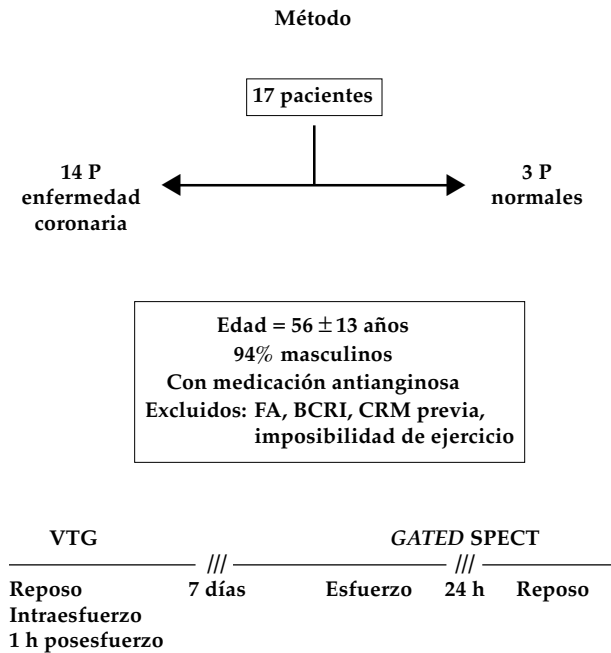 Método
17 pacientes
14 P
enfermedad
coronaria
3 P
normales
Edad = 56 ± 13 años
94% masculinos
Con medicación antianginosa
Excluidos: FA, BCRI, CRM previa,
imposibilidad de ejercicio
VTG GATED SPECT
/// ///
Reposo 7 días Esfuerzo 24 h Reposo
Intraesfuerzo
1 h posesfuerzo